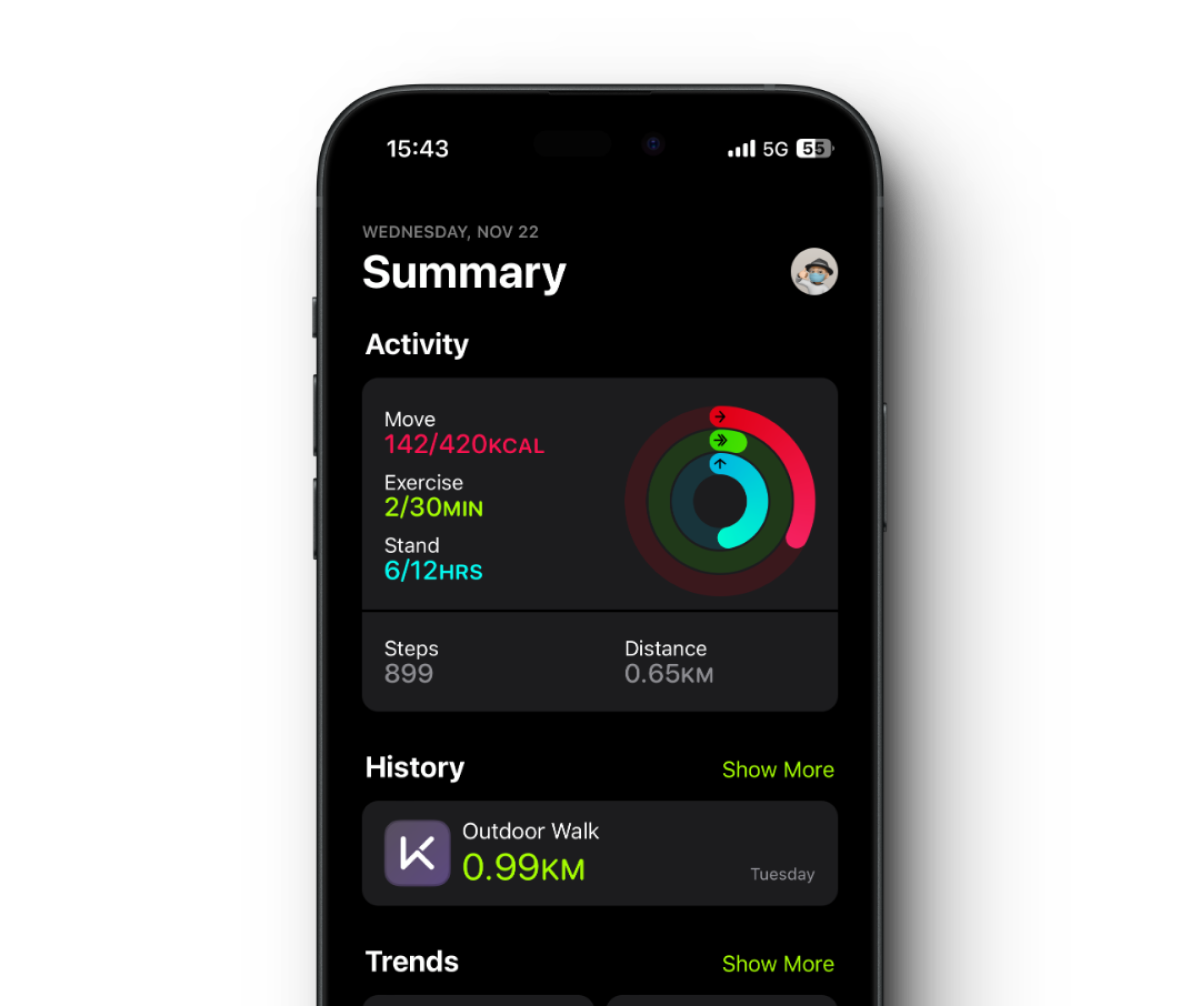 15:43
5G 55
WEDNESDAY, NOV 22
Summary
Activity
Move
142/420KCAL
Exercise
2/30MIN
Stand
6/12HRS
Steps
899
Distance
0.65KM
History
Show More
Outdoor Walk
0.99KM
Tuesday
Trends
Show More